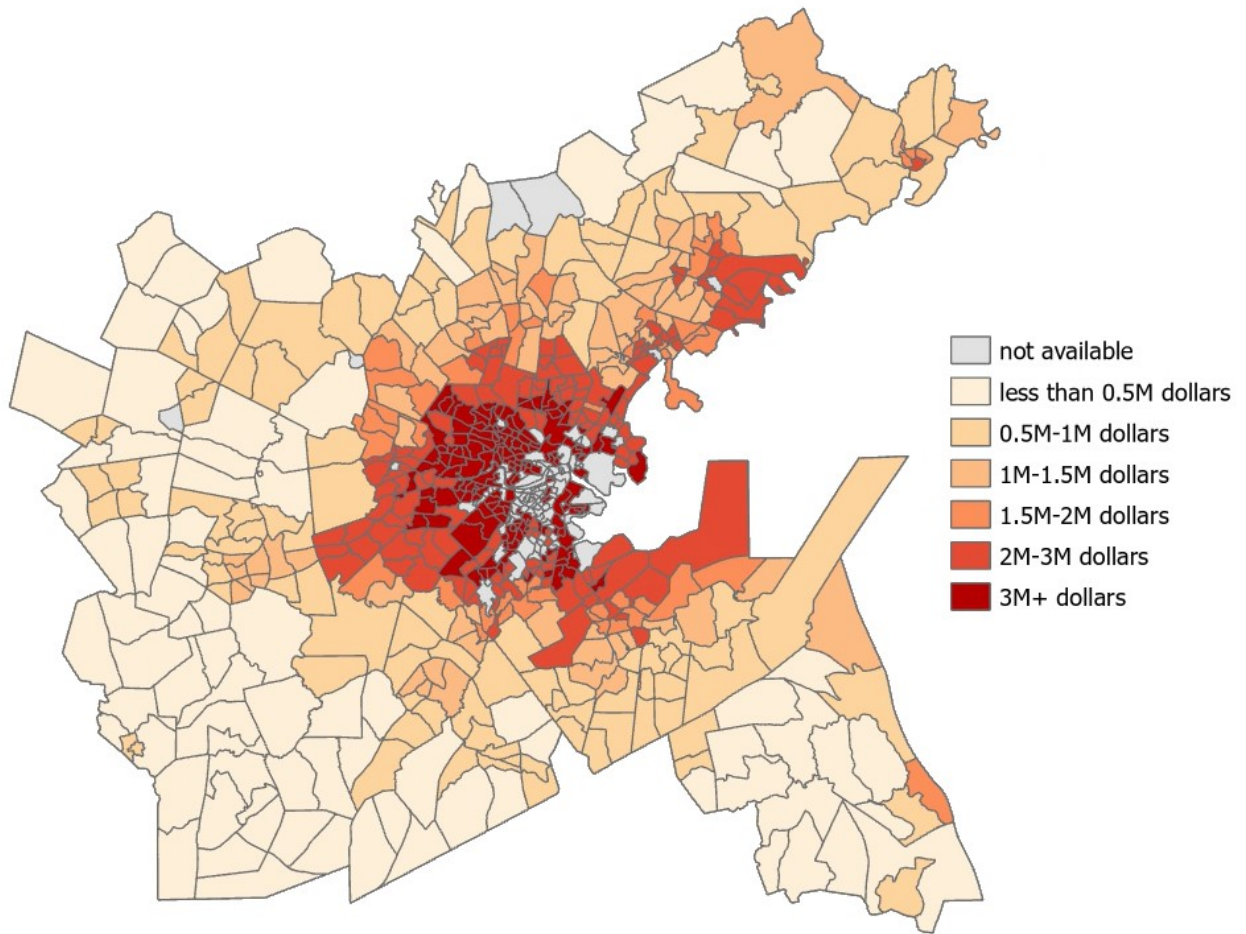 not available
less than 0.5M dollars
0.5M-1M dollars
1M-1.5M dollars
1.5M-2M dollars
2M-3M dollars
3M+ dollars